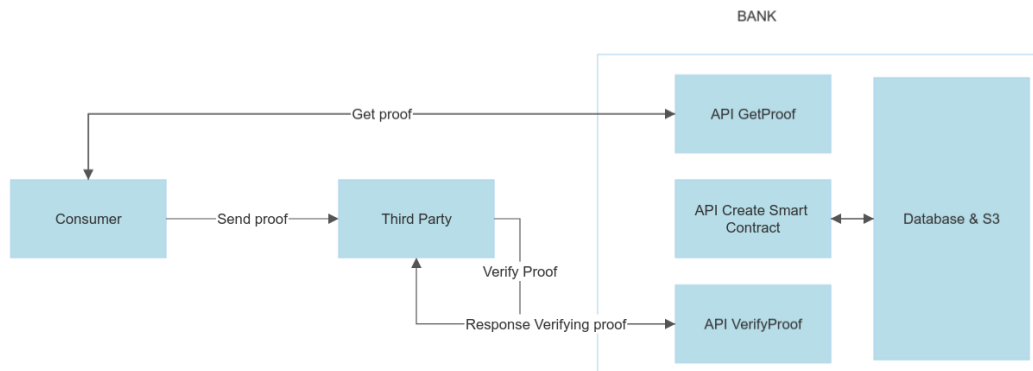 BANK
Get proof
API GetProof
Consumer
Send proof
Third Party
API Create Smart
Contract
Database & S3
Verify Proof
Response Verifying proof
API VerifyProof